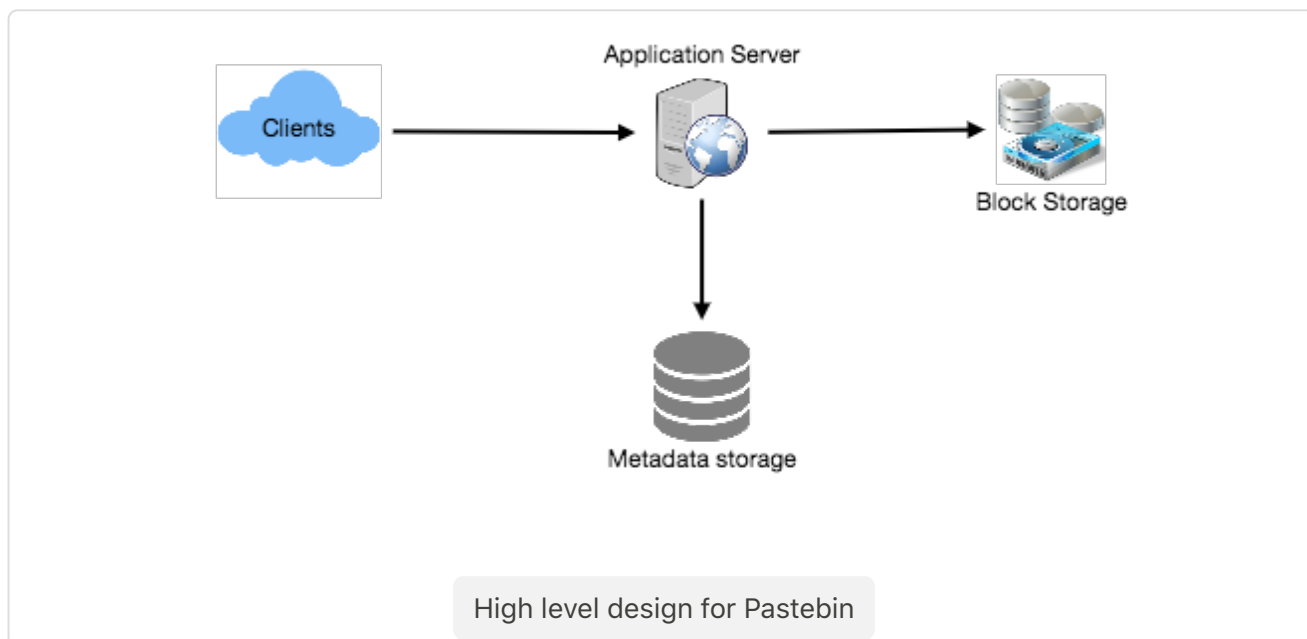 Application Server
Clients
Block Storage
Metadata storage
High level design for Pastebin